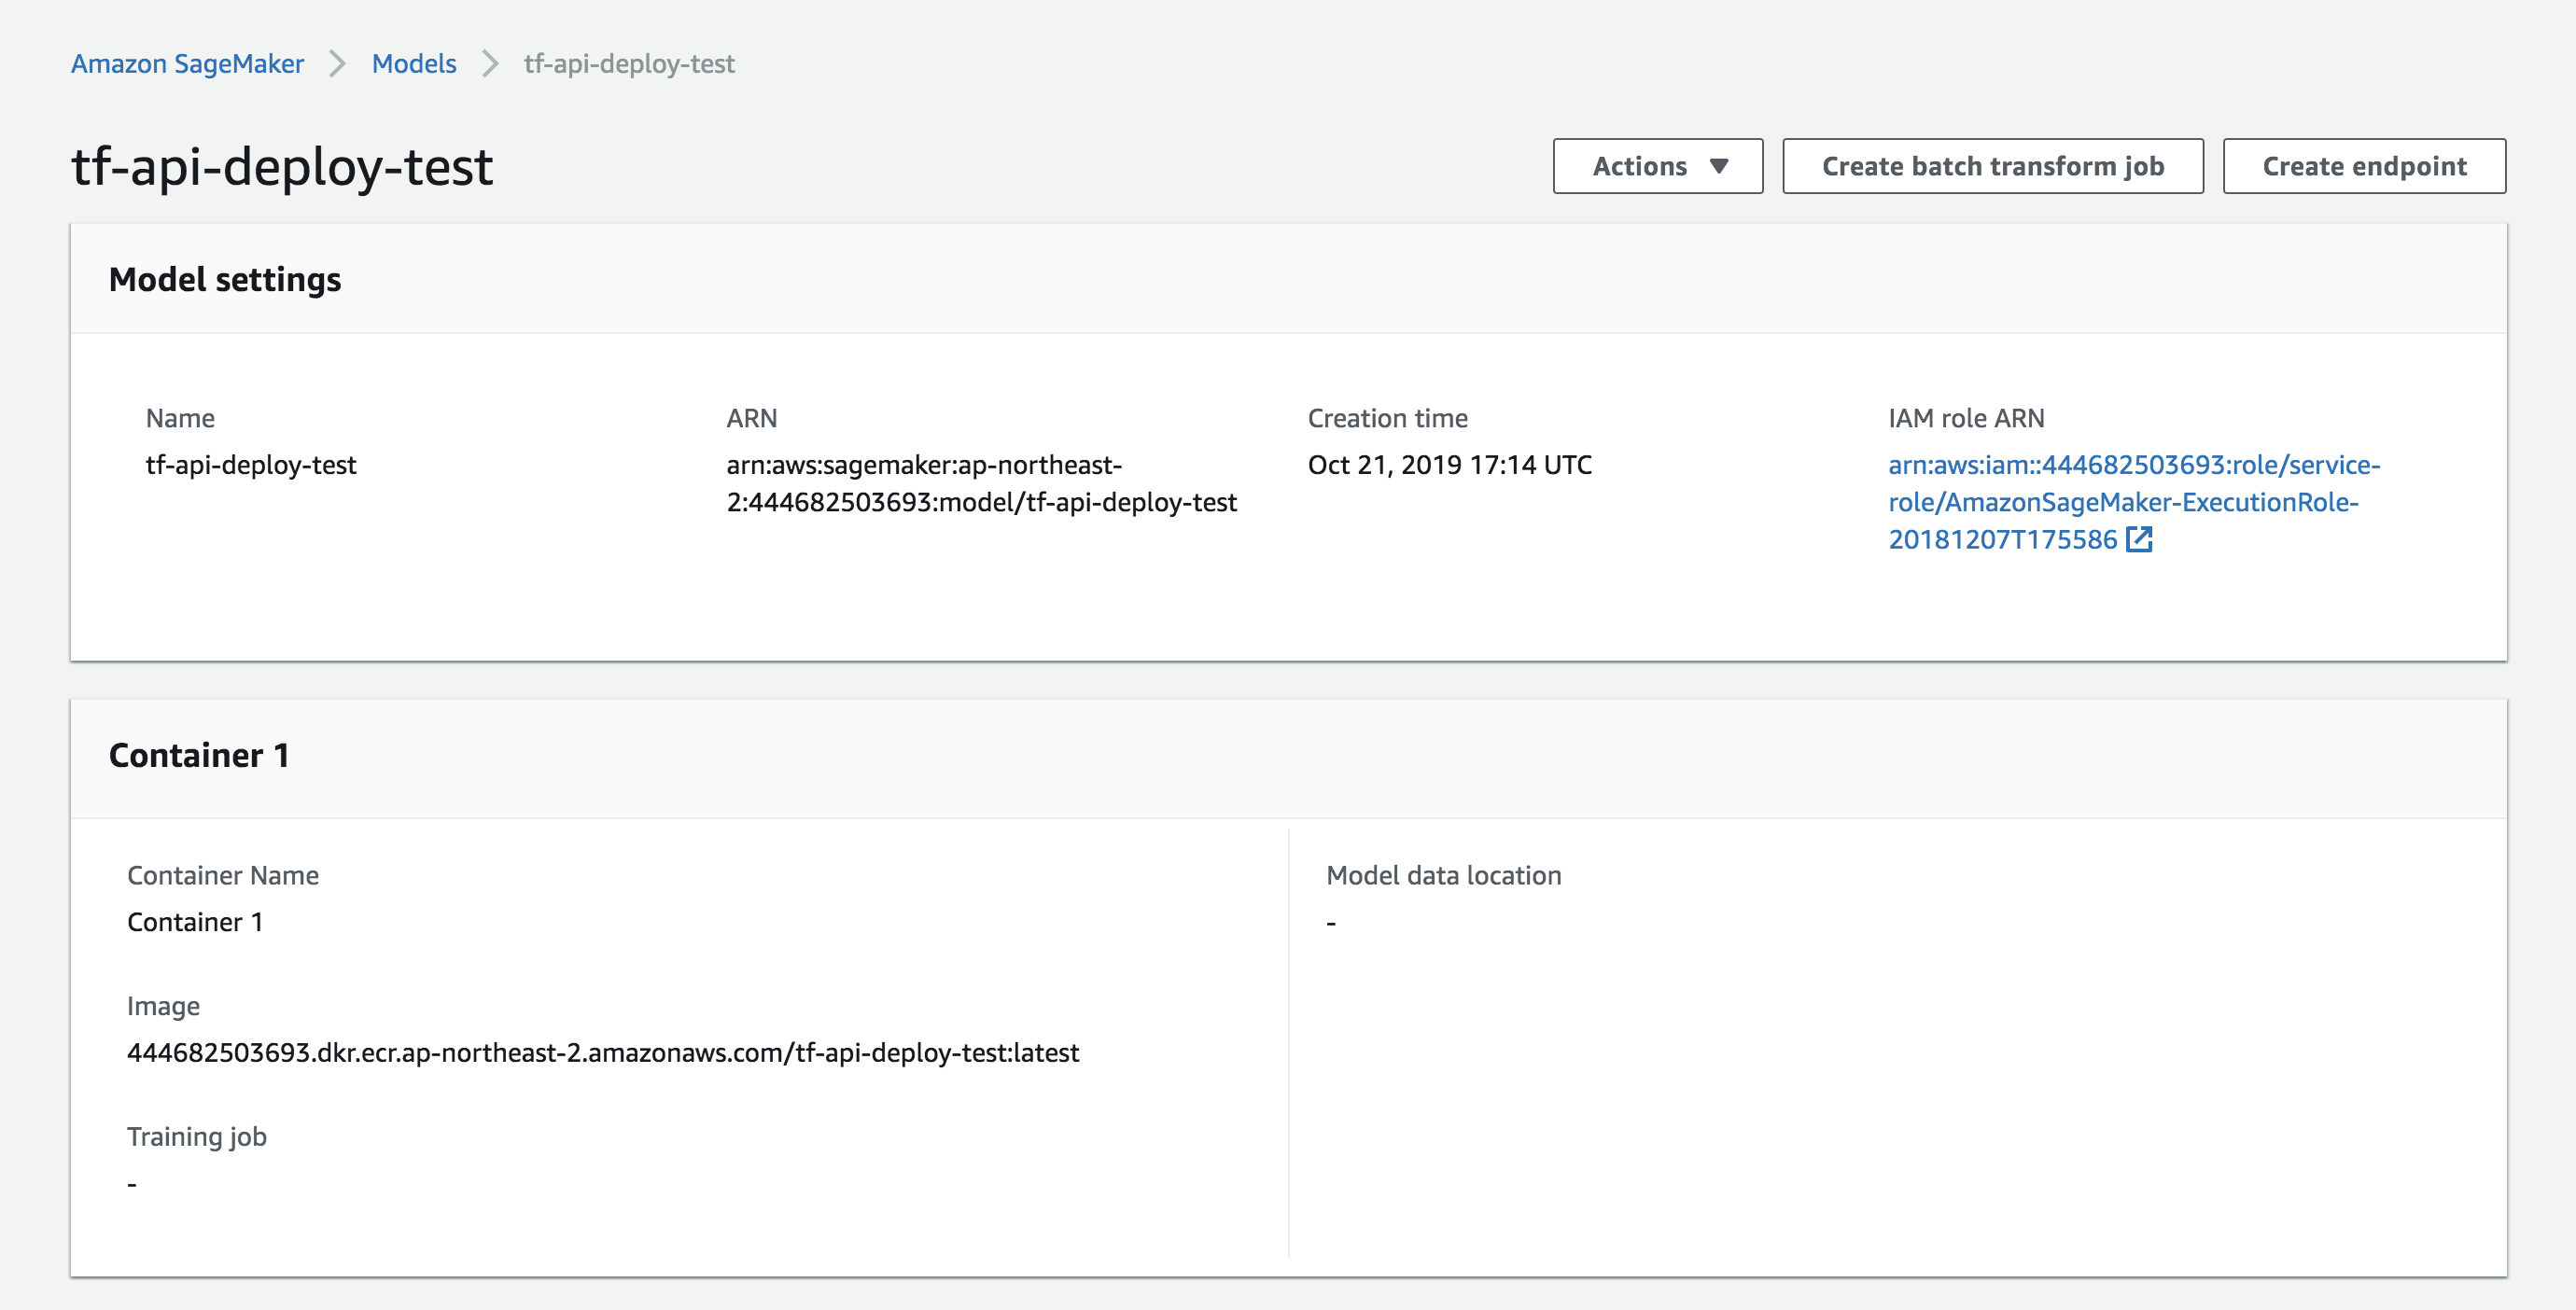 Amazon SageMaker > Models > tf-api-deploy-test
tf-api-deploy-test
Actions ▼ Create batch transform job Create endpoint
Model settings
Name
tf-api-deploy-test
ARN
arn:aws:sagemaker:ap-northeast-
2:444682503693:model/tf-api-deploy-test
Creation time
Oct 21, 2019 17:14 UTC
IAM role ARN
arn:aws:iam::444682503693:role/service-
role/AmazonSageMaker-ExecutionRole-
20181207T175586
Container 1
Container Name
Container 1
Image
444682503693.dkr.ecr.ap-northeast-2.amazonaws.com/tf-api-deploy-test:latest
Training job
-
Model data location
-